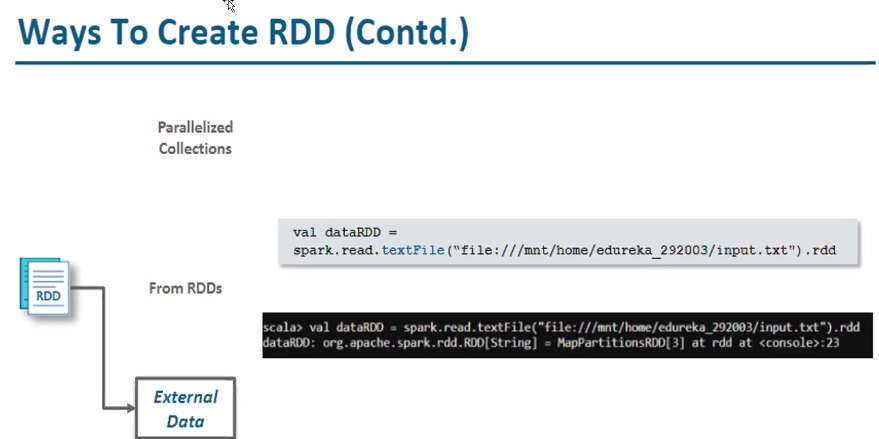 Ways To Create RDD (Contd.)
Parallelized
Collections
val dataRDD =
spark.read.textFile("file:///mnt/home/edureka_292003/input.txt").rdd
RDD
From RDDs
scala> val dataRDD = spark.read.textFile("file:///mnt/home/edureka_292003/input.txt").rdd
dataRDD: org.apache.spark.rdd.RDD[String] = MapPartitionsRDD[3] at rdd at <console>:23
External
Data